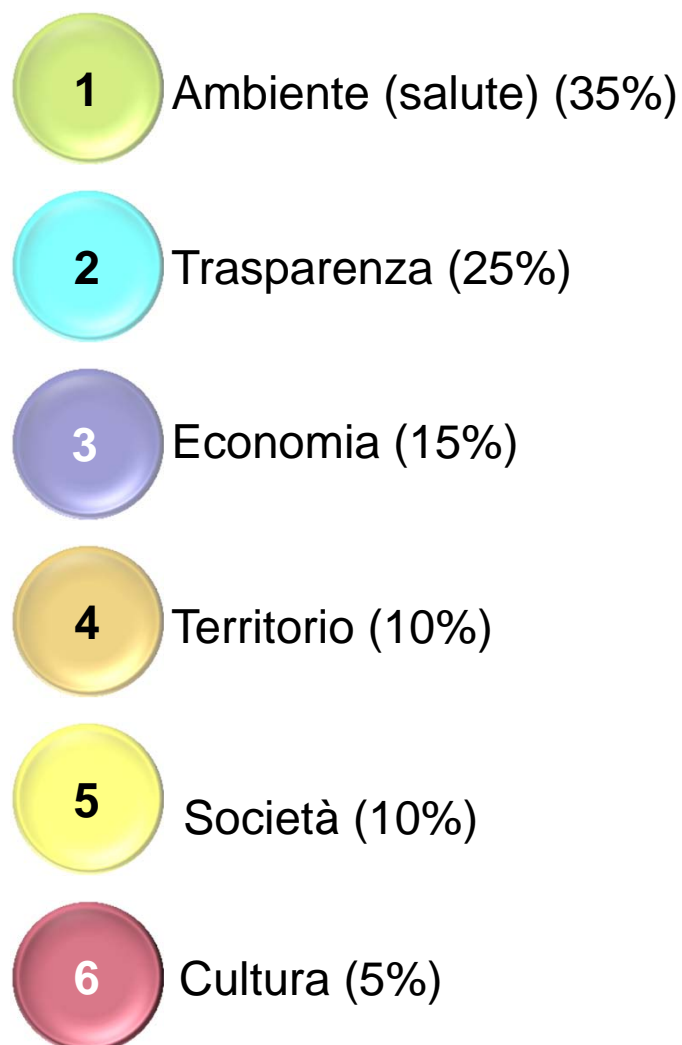 1 Ambiente (salute) (35%)
2 Trasparenza (25%)
3 Economia (15%)
4 Territorio (10%)
5 Società (10%)
6 Cultura (5%)